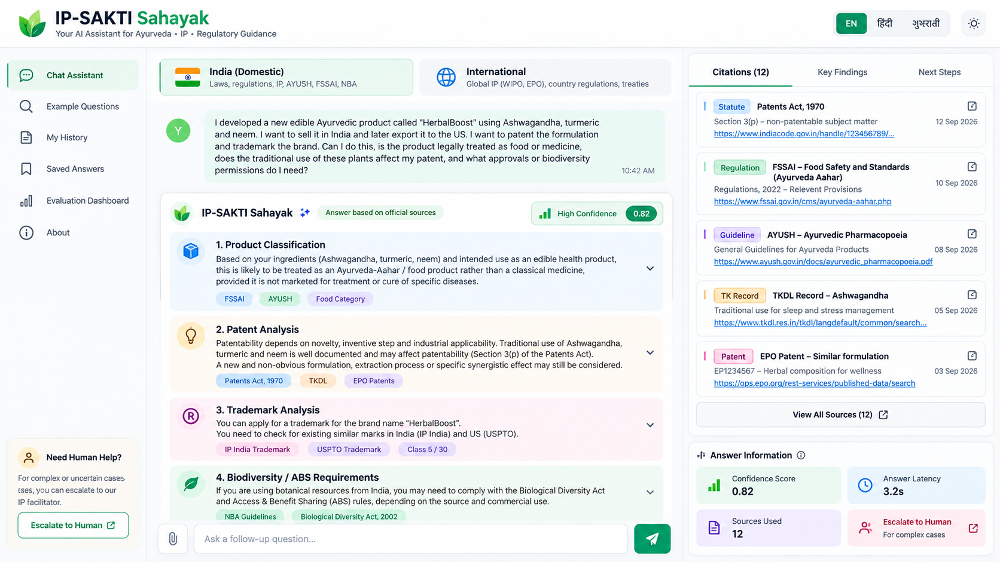 IP-SAKTI Sahayak
Your AI Assistant for Ayurveda • IP • Regulatory Guidance
EN
हिंदी
ગુજરાતી
Chat Assistant
Example Questions
My History
Saved Answers
Evaluation Dashboard
About
Need Human Help?
For complex or uncertain cases
tses, you can escalate to our
IP facilitator.
Escalate to Human
India (Domestic)
Laws, regulations, IP, AYUSH, FSSAI, NBA
International
Global IP (WIPO, EPO), country regulations, treaties
Y
I developed a new edible Ayurvedic product called "HerbalBoost" using Ashwagandha, turmeric
and neem. I want to sell it in India and later export it to the US. I want to patent the formulation
and trademark the brand. Can I do this, is the product legally treated as food or medicine,
does the traditional use of these plants affect my patent, and what approvals or biodiversity
permissions do I need?
10:42 AM
IP-SAKTI Sahayak
Answer based on official sources
High Confidence
0.82
1. Product Classification
Based on your ingredients (Ashwagandha, turmeric, neem) and intended use as an edible health product,
this is likely to be treated as an Ayurveda-Aahar / food product rather than a classical medicine,
provided it is not marketed for treatment or cure of specific diseases.
FSSAI
AYUSH
Food Category
2. Patent Analysis
Patentability depends on novelty, inventive step and industrial applicability. Traditional use of Ashwagandha,
turmeric and neem is well documented and may affect patentability (Section 3(p) of the Patents Act).
A new and non-obvious formulation, extraction process or specific synergistic effect may still be considered.
Patents Act, 1970
TKDL
EPO Patents
3. Trademark Analysis
You can apply for a trademark for the brand name “HerbalBoost”.
You need to check for existing similar marks in India (IP India) and US (USPTO).
IP India Trademark
USPTO Trademark
Class 5 / 30
4. Biodiversity / ABS Requirements
If you are using botanical resources from India, you may need to comply with the Biological Diversity Act
and Access & Benefit Sharing (ABS) rules, depending on the source and commercial use.
NBA Guidelines
Biological Diversity Act, 2002
Ask a follow-up question...
Citations (12)
Key Findings
Next Steps
Statute
Patents Act, 1970
Section 3(p) – non-patentable subject matter
12 Sep 2026
https://www.indiacode.gov.in/handle/123456789/...
Regulation
FSSAI – Food Safety and Standards
(Ayurveda Aahar)
10 Sep 2026
Regulations, 2022 – Relevent Provisions
https://www.fssai.gov.in/cms/ayurveda-aahar.php
Guideline
AYUSH – Ayurvedic Pharmacopoeia
General Guidelines for Ayurveda Products
08 Sep 2026
https://www.ayush.gov.in/docs/ayurvedic_pharmacopoeia.pdf
TK Record
TKDL Record – Ashwagandha
Traditional use for sleep and stress management
05 Sep 2026
https://www.tkdl.res.in/tkdl/langdefault/common/search...
Patent
EPO Patent – Similar formulation
EP1234567 – Herbal composition for wellness
03 Sep 2026
https://ops.epo.org/rest-services/published-data/search
View All Sources (12)
Answer Information
Confidence Score
0.82
Answer Latency
3.2s
Sources Used
12
Escalate to Human
For complex cases